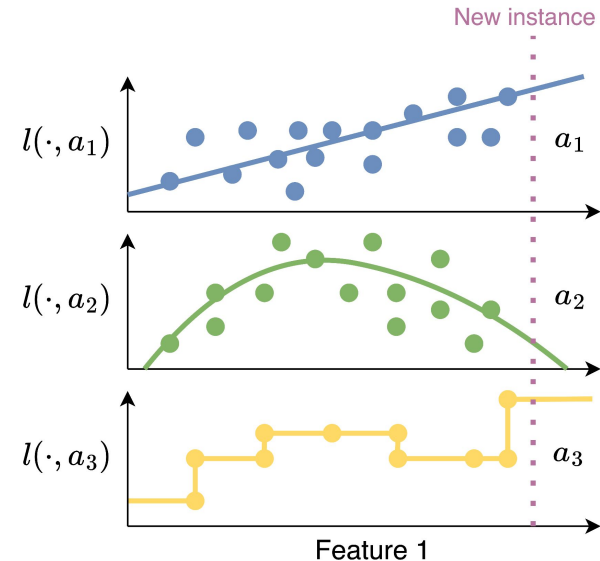 New instance
l(·, a₁)
a₁
l(·, a₂)
a₂
l(·, a₃)
a₃
Feature 1